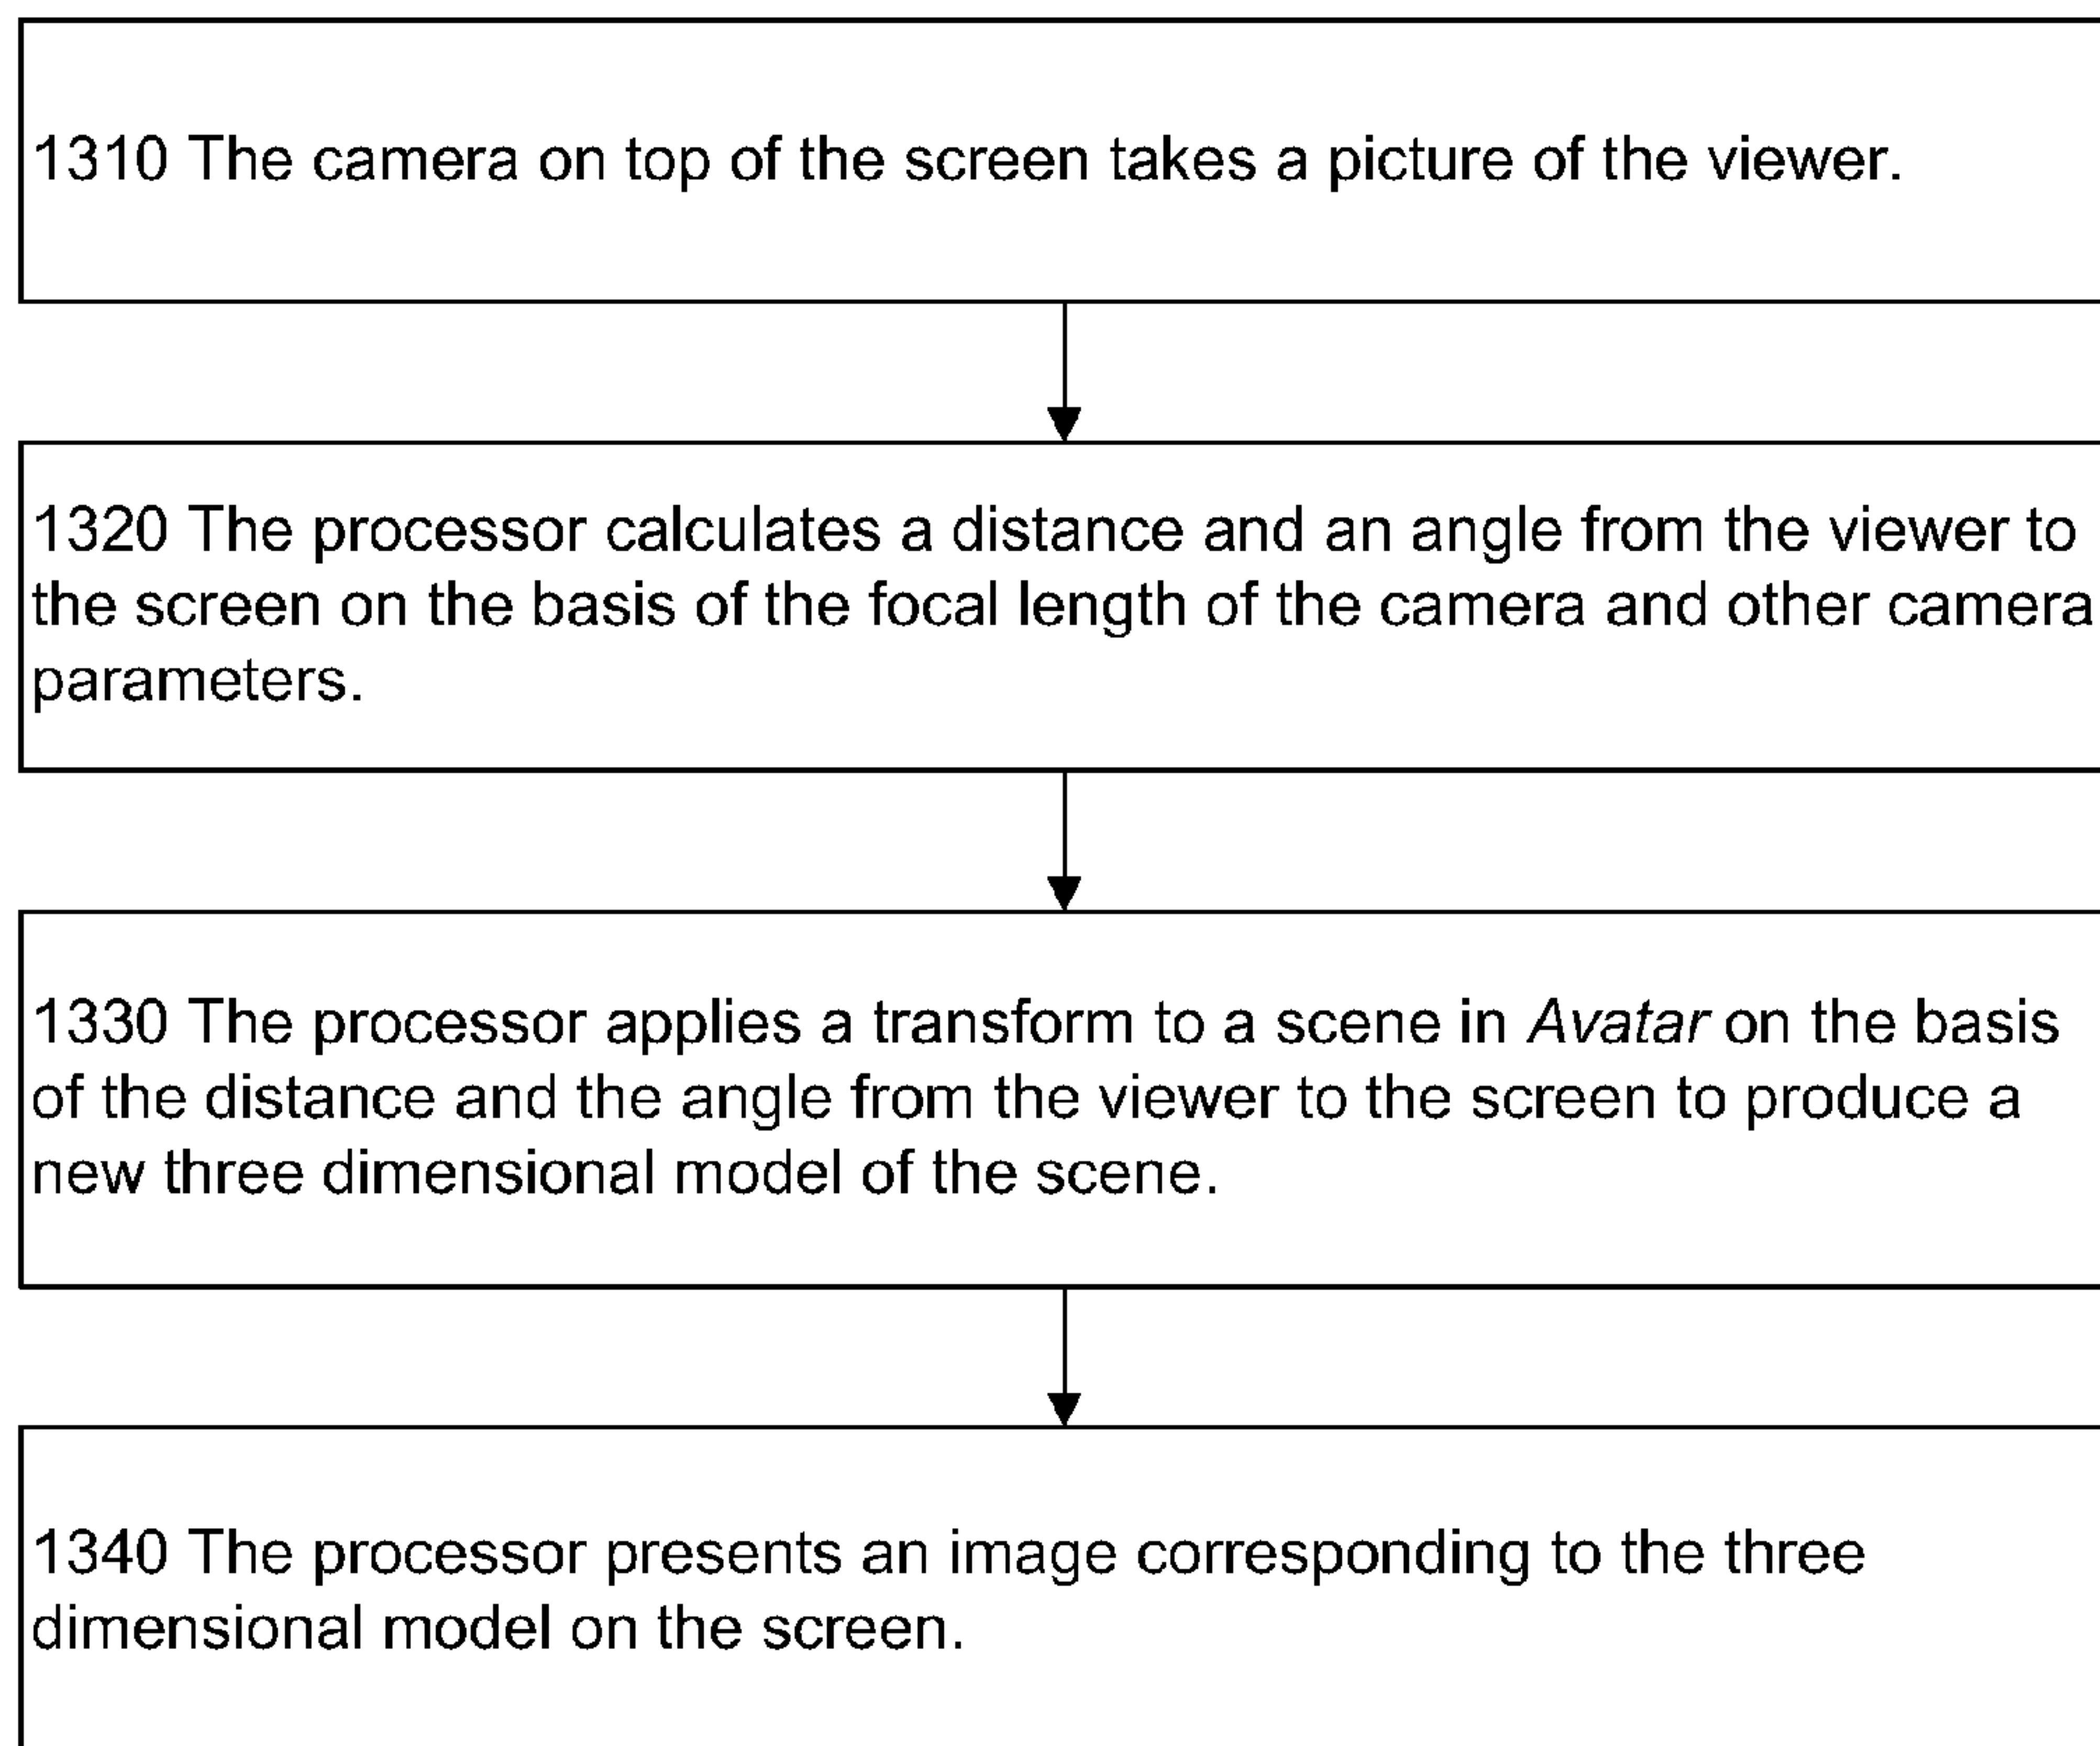 1310 The camera on top of the screen takes a picture of the viewer.
1320 The processor calculates a distance and an angle from the viewer to
the screen on the basis of the focal length of the camera and other camera
parameters.
1330 The processor applies a transform to a scene in Avatar on the basis
of the distance and the angle from the viewer to the screen to produce a
new three dimensional model of the scene.
1340 The processor presents an image corresponding to the three
dimensional model on the screen.